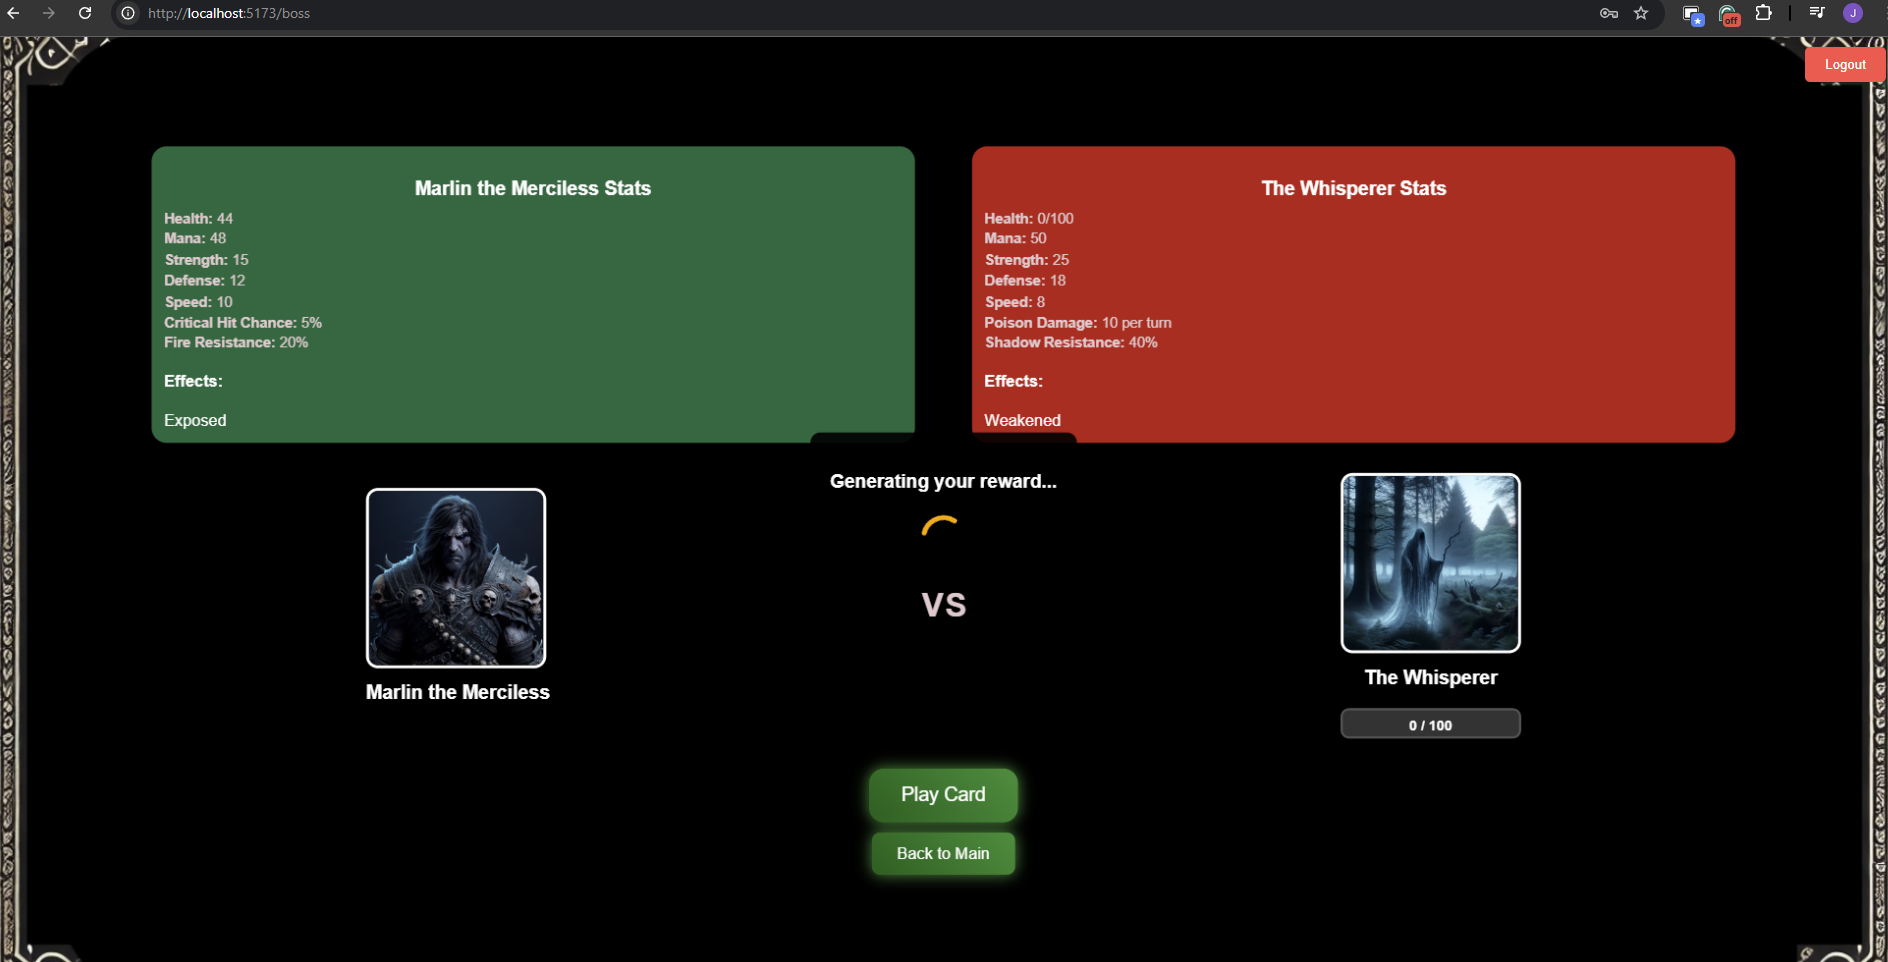 http://localhost:5173/boss
off
J
Logout
Marlin the Merciless Stats
Health: 44
Mana: 48
Strength: 15
Defense: 12
Speed: 10
Critical Hit Chance: 5%
Fire Resistance: 20%
Effects:
Exposed
The Whisperer Stats
Health: 0/100
Mana: 50
Strength: 25
Defense: 18
Speed: 8
Poison Damage: 10 per turn
Shadow Resistance: 40%
Effects:
Weakened
Generating your reward...
VS
Marlin the Merciless
The Whisperer
0 / 100
Play Card
Back to Main